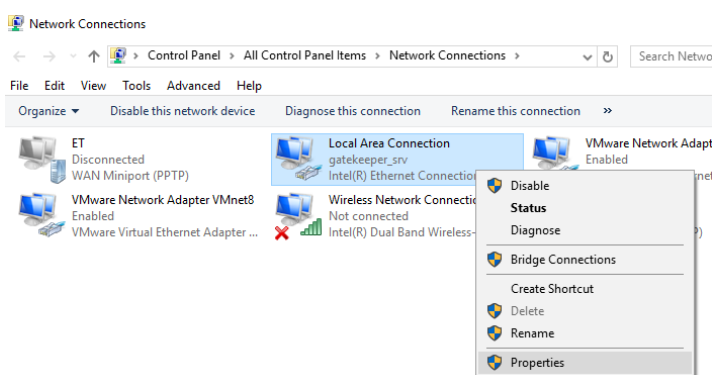 Network Connections
Control Panel > All Control Panel Items > Network Connections >
Search Netwo
File Edit View Tools Advanced Help
Organize Disable this network device Diagnose this connection Rename this connection »
ET
Disconnected
WAN Miniport (PPTP)
Local Area Connection
gatekeeper_srv
Intel(R) Ethernet Connection
VMware Network Adapt
Enabled
net
VMware Network Adapter VMnet8
Enabled
VMware Virtual Ethernet Adapter ...
Wireless Network Connectio
Not connected
Intel(R) Dual Band Wireless-
P)
Disable
Status
Diagnose
Bridge Connections
Create Shortcut
Delete
Rename
Properties